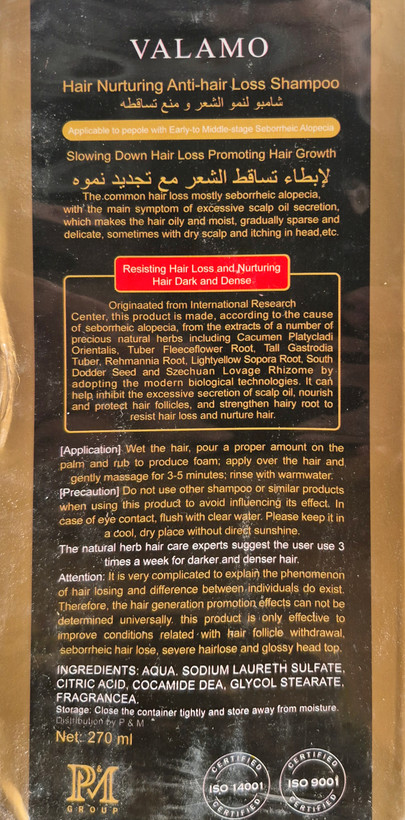 VALAMO
Hair Nurturing Anti-hair Loss Shampoo
شامبو لنمو الشعر و منع تساقطه
Applicable to pepole with Early-to Middle-stage Seborrheic Alopecia
Slowing Down Hair Loss Promoting Hair Growth
لإبطاء تساقط الشعر مع تجديد نموه
The common hair loss mostly seborrheic alopecia,
with the main symptom of excessive scalp oil secretion,
which makes the hair oily and moist, gradually sparse and
delicate, sometimes with dry scalp and itching in head,etc.
Resisting Hair Loss and Nurturing
Hair Dark and Dense
Originaated from International Research
Center, this product is made, according to the cause
of seborrheic alopecia, from the extracts of a number of
precious natural herbs including Cacumen Platycladi
Orientalis, Tuber Fleeceflower Root, Tall Gastrodia
Tuber, Rehmannia Root, Lightyellow Sopora Root, South
Dodder Seed and Szechuan Lovage Rhizome by
adopting the modern biological technologies. It can
help inhibit the excessive secretion of scalp oil, nourish
and protect hair follicles, and strengthen hairy root to
resist hair loss and nurture hair.
[Application] Wet the hair, pour a proper amount on the
palm and rub to produce foam; apply over the hair and
gently massage for 3-5 minutes; rinse with warmwater.
[Precaution] Do not use other shampoo or similar products
when using this product to avoid influencing its effect. In
case of eye contact, flush with clear water. Please keep it in
a cool, dry place without direct sunshine.
The natural herb hair care experts suggest the user use 3
times a week for darker and denser hair.
Attention: It is very complicated to explain the phenomenon
of hair losing and difference between individuals do exist.
Therefore, the hair generation promotion effects can not be
determined universally. this product is only effective to
improve conditions related with hair follicle withdrawal,
seborrheic hair lose, severe hairlose and glossy head top.
INGREDIENTS: AQUA. SODIUM LAURETH SULFATE,
CITRIC ACID, COCAMIDE DEA, GLYCOL STEARATE,
FRAGRANCEA.
Storage: Close the container tightly and store away from moisture.
Distribution by P & M
Net: 270 ml
P&M
GROUP
CERTIFIED
ISO 14001
CERTIFIED
CERTIFIED
ISO 9001
CERTIFIED